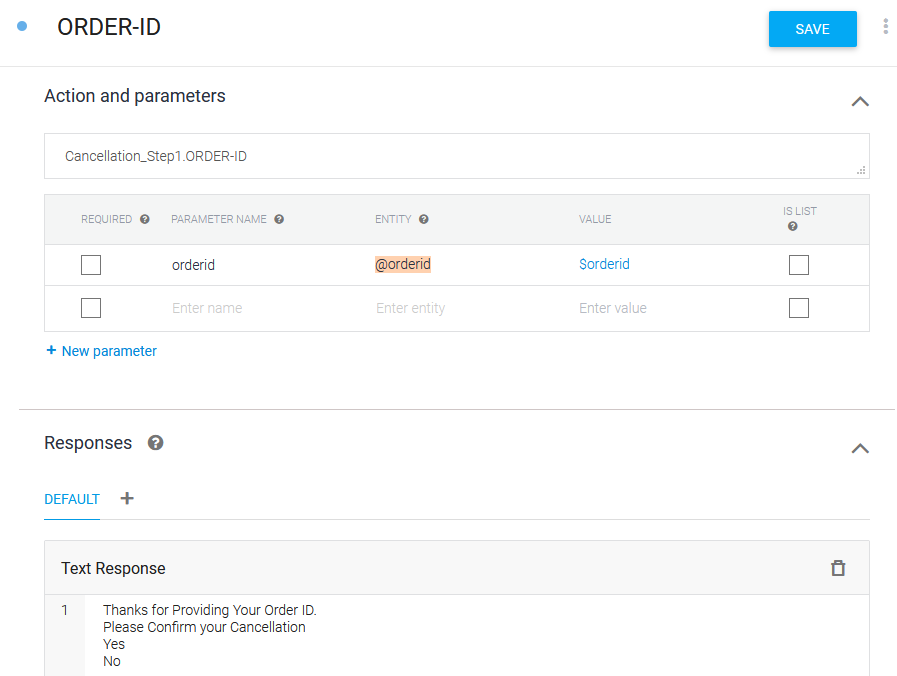 ORDER-ID
SAVE
Action and parameters
Cancellation_Step1.ORDER-ID
REQUIRED ? PARAMETER NAME ? ENTITY ? VALUE IS LIST ?
orderid @orderid $orderid
Enter name Enter entity Enter value
+ New parameter
Responses ?
DEFAULT +
Text Response
1 Thanks for Providing Your Order ID.
Please Confirm your Cancellation
Yes
No